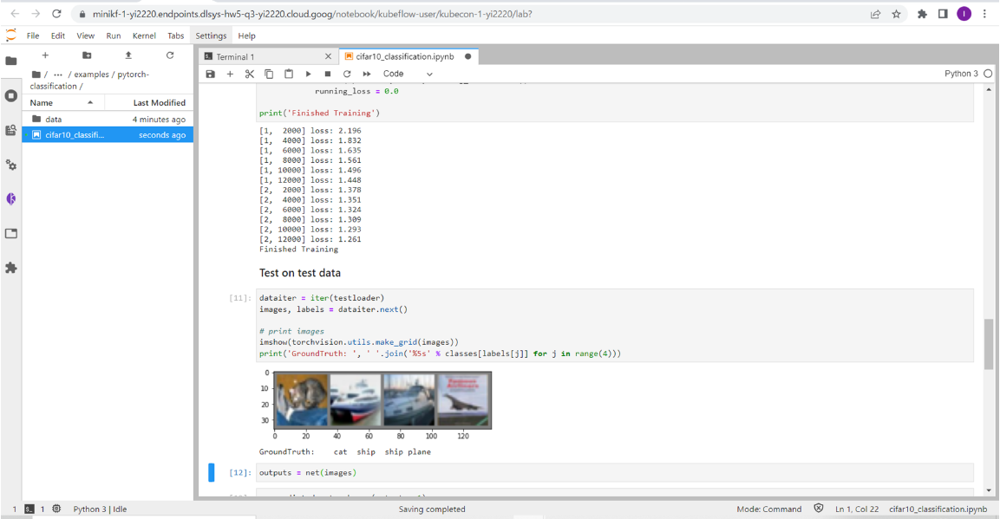 minikf-1-yi2220.endpoints.dlsys-hw5-q3-yi2220.cloud.goog/notebook/kubeflow-user/kubecon-1-yi2220/lab?
I
File Edit View Run Kernel Tabs Settings Help
Terminal 1
cifar10_classification.ipynb
/ ··· / examples / pytorch-
classification /
Code
Python 3
Name Last Modified
data 4 minutes ago
cifar10_classifi... seconds ago
running_loss = 0.0
print('Finished Training')
[1, 2000] loss: 2.196
[1, 4000] loss: 1.832
[1, 6000] loss: 1.635
[1, 8000] loss: 1.561
[1, 10000] loss: 1.496
[1, 12000] loss: 1.448
[2, 2000] loss: 1.378
[2, 4000] loss: 1.351
[2, 6000] loss: 1.324
[2, 8000] loss: 1.309
[2, 10000] loss: 1.293
[2, 12000] loss: 1.261
Finished Training
Test on test data
[11]: dataiter = iter(testloader)
images, labels = dataiter.next()
# print images
imshow(torchvision.utils.make_grid(images))
print('GroundTruth: ', ' '.join('%5s' % classes[labels[j]] for j in range(4)))
0
10
20
30
0 20 40 60 80 100 120
GroundTruth: cat ship ship plane
[12]: outputs = net(images)
1 1 Python 3 | Idle Saving completed Mode: Command Ln 1, Col 22 cifar10_classification.ipynb